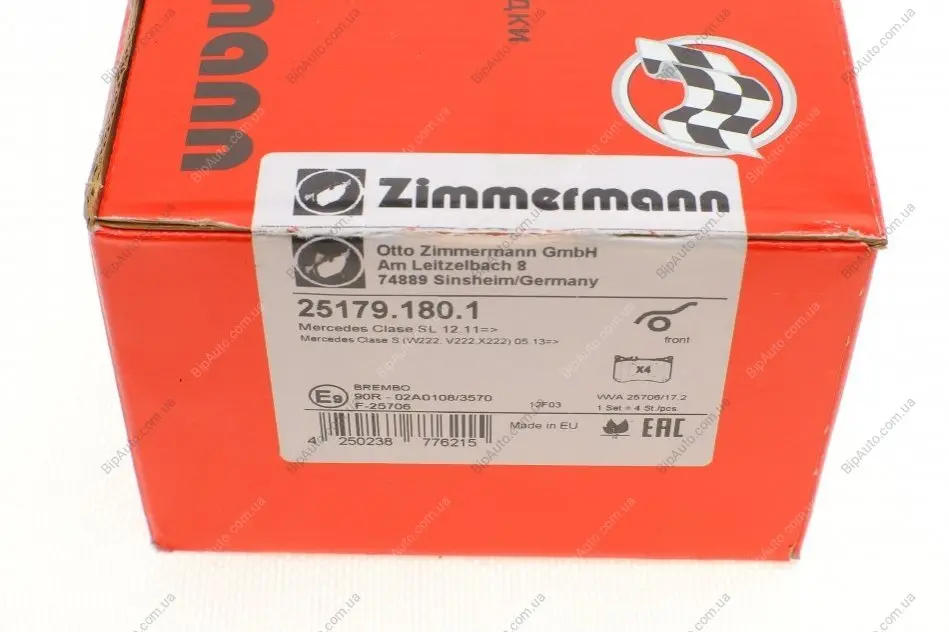 дки
Zimmermann
Otto Zimmermann GmbH
Am Leitzelbach 8
74889 Sinsheim/Germany
25179.180.1
Mercedes Clase SL 12.11=>
Mercedes Clase S (W222. V222.X222) 05.13=>
front
X4
E9
BREMBO
90R - 02A0108/3570
F-25706
12F03
WVA 25706/17.2
1 Set = 4 St./pcs.
4 250238 776215
Made in EU
EAC
BipAuto.com.ua